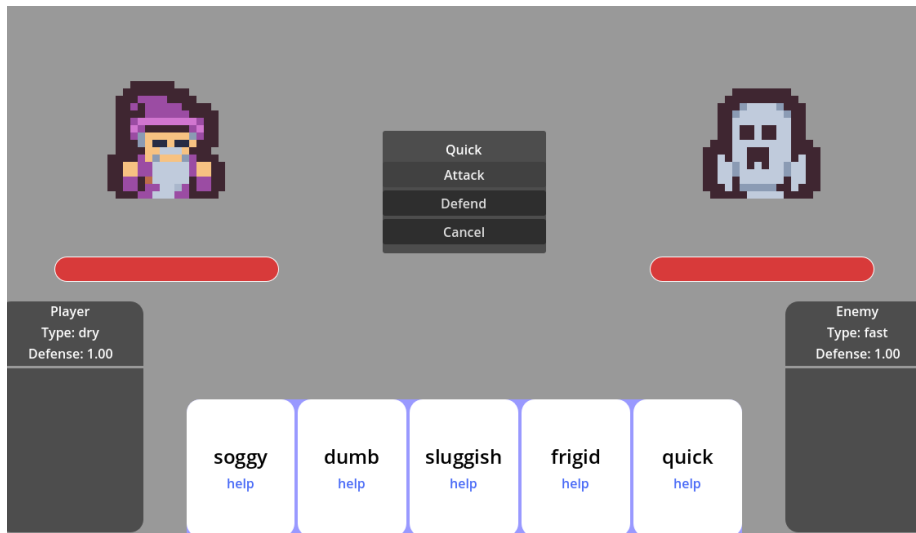 Quick
Attack
Defend
Cancel
Player
Type: dry
Defense: 1.00
Enemy
Type: fast
Defense: 1.00
soggy
help
dumb
help
sluggish
help
frigid
help
quick
help